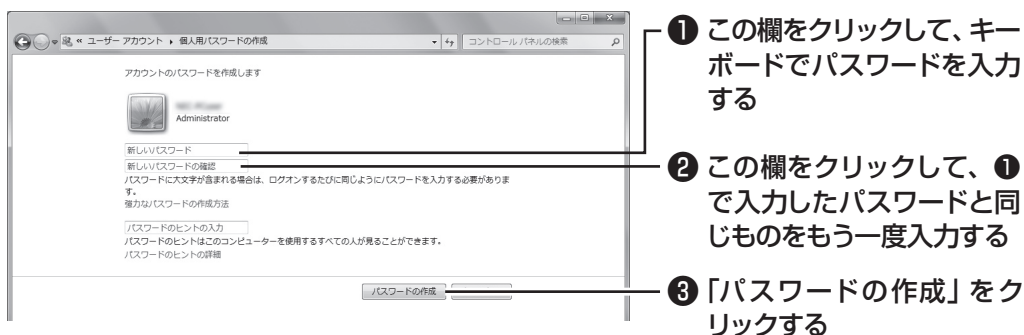 « ユーザー アカウント ▸ 個人用パスワードの作成
コントロール パネルの検索
アカウントのパスワードを作成します
Administrator
新しいパスワード
新しいパスワードの確認
パスワードに大文字が含まれる場合は、ログオンするたびに同じようにパスワードを入力する必要がありま
す。
強力なパスワードの作成方法
パスワードのヒントの入力
パスワードのヒントはこのコンピューターを使用するすべての人が見ることができます。
パスワードのヒントの詳細
パスワードの作成
❶ この欄をクリックして、キー
ボードでパスワードを入力
する
❷ この欄をクリックして、❶
で入力したパスワードと同
じものをもう一度入力する
❸「パスワードの作成」をク
リックする